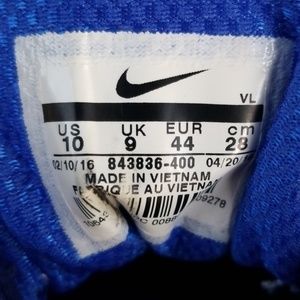 VL
US UK EUR cm
10 9 44 28
02/10/16 843836-400 04/20
MADE IN VIETNAM
AU VIETNAM